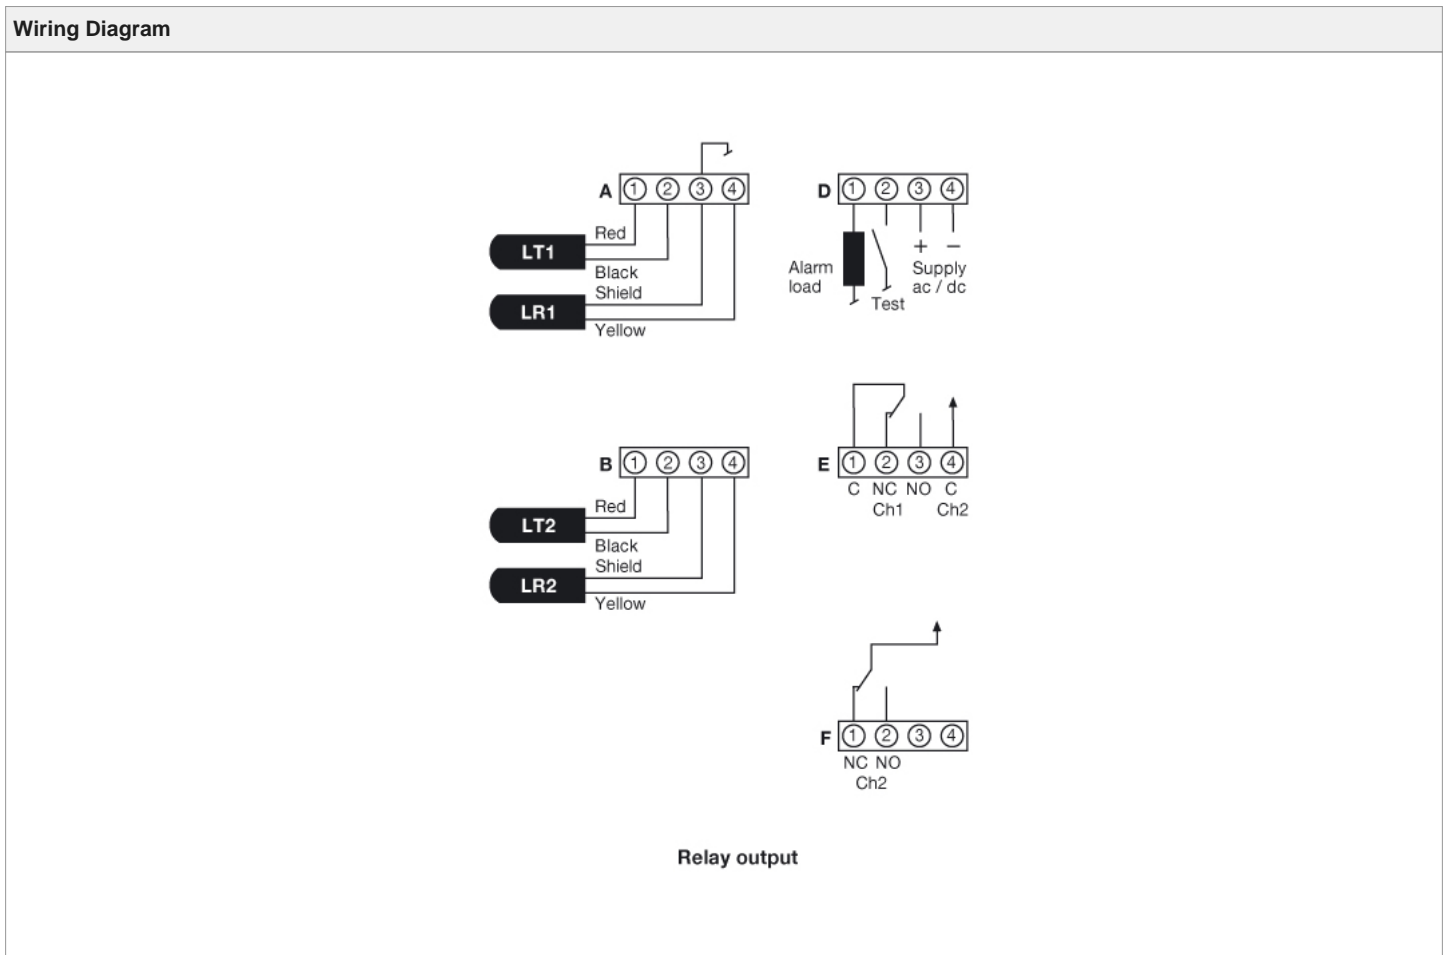 Wiring Diagram
A 1 2 3 4
Red
LT1
Black
Shield
LR1
Yellow
D 1 2 3 4
Alarm
load
Test
+ −
Supply
ac / dc
B 1 2 3 4
Red
LT2
Black
Shield
LR2
Yellow
E 1 2 3 4
C NC NO C
Ch1 Ch2
F 1 2 3 4
NC NO
Ch2
Relay output